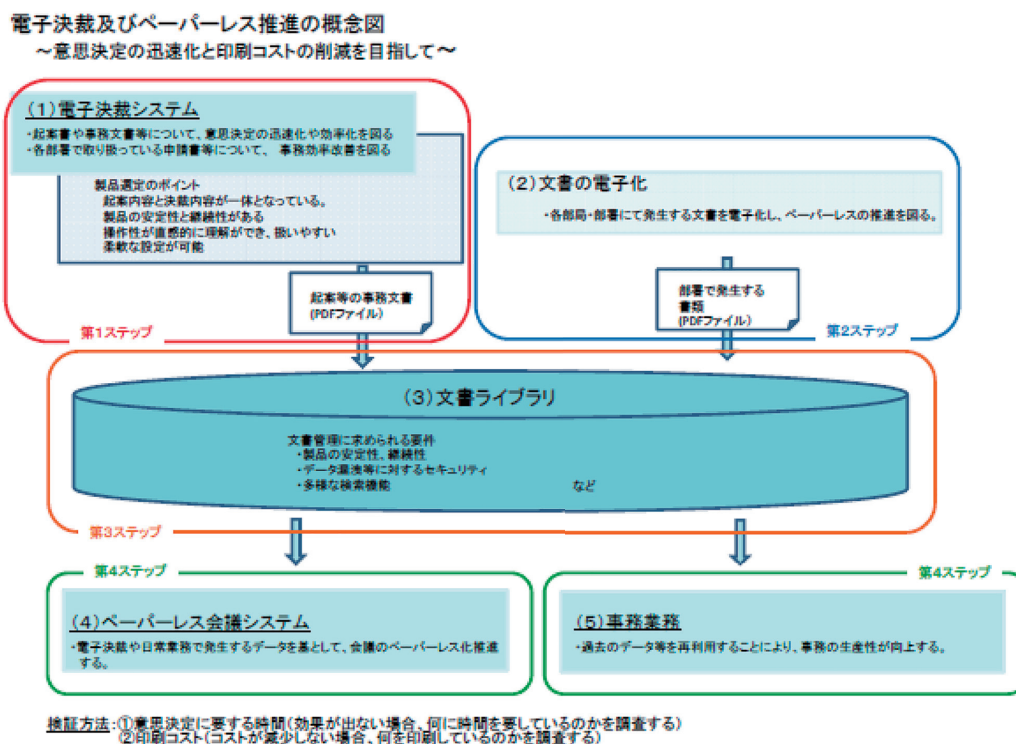 電子決裁及びペーパーレス推進の概念図
～意思決定の迅速化と印刷コストの削減を目指して～
(1)電子決裁システム
・起案書や事務文書等について、意思決定の迅速化や効率化を図る
・各部署で取り扱っている申請書等について、 事務効率改善を図る
製品選定のポイント
起案内容と決裁内容が一体となっている。
製品の安定性と継続性がある
操作性が直感的に理解ができ、扱いやすい
柔軟な設定が可能
起案等の事務文書
(PDFファイル)
第1ステップ
(2)文書の電子化
・各部局・部署にて発生する文書を電子化し、ペーパーレスの推進を図る。
部署で発生する
書類
(PDFファイル)
第2ステップ
(3)文書ライブラリ
文書管理に求められる要件
・製品の安定性、継続性
・データ漏洩等に対するセキュリティ
・多様な検索機能 など
第3ステップ
第4ステップ
(4)ペーパーレス会議システム
・電子決裁や日常業務で発生するデータを基として、会議のペーパーレス化推進
する。
第4ステップ
(5)事務業務
・過去のデータ等を再利用することにより、事務の生産性が向上する。
検証方法:①意思決定に要する時間(効果が出ない場合、何に時間を要しているのかを調査する)
②印刷コスト(コストが減少しない場合、何を印刷しているのかを調査する)